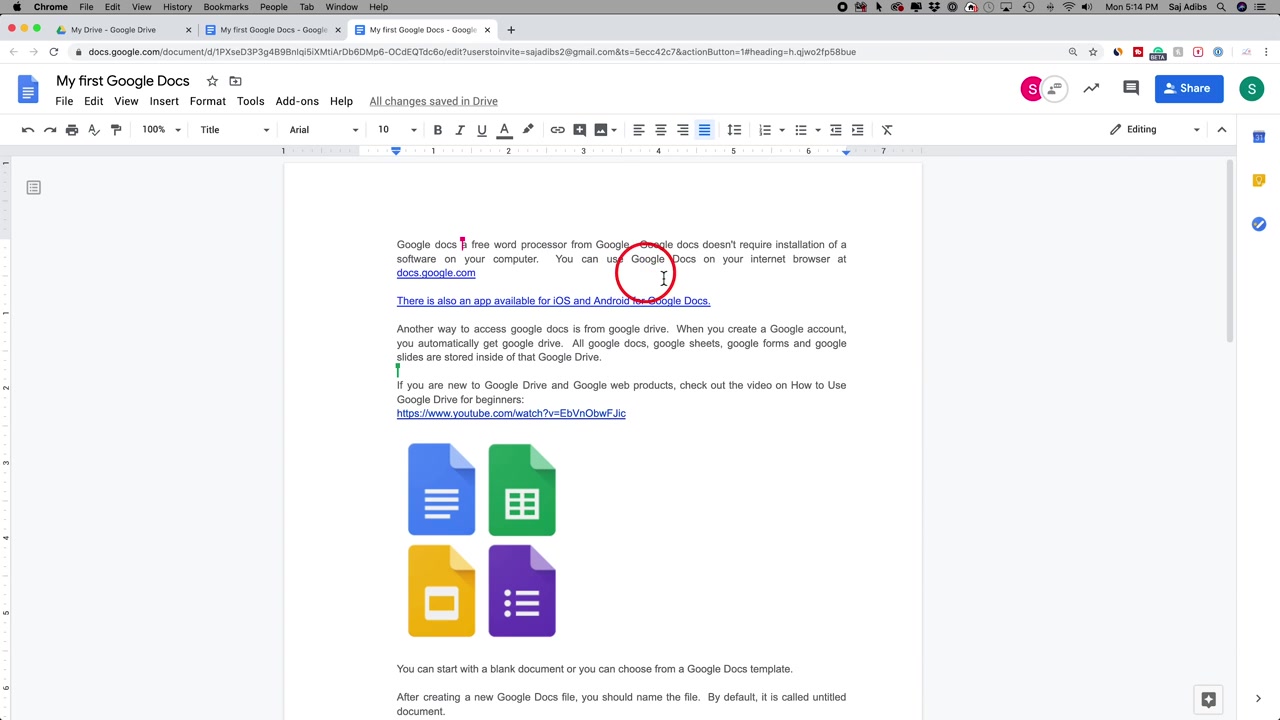 Chrome File Edit View History Bookmarks People Tab Window Help Mon 5:14 PM Saj Adibs
My Drive - Google Drive My first Google Docs - Google My first Google Docs - Google
docs.google.com/document/d/1PXseD3P3g4B9BnIqi5iXMtiArDb6DMp6-OCdEQTdc6o/edit?userstoinvite=sajadibs2@gmail.com&ts=5ecc42c7&actionButton=1#heading=h.qjwo2fp58bue
BETA
My first Google Docs
File Edit View Insert Format Tools Add-ons Help All changes saved in Drive
S Share S
100% Title Arial 10 B I U A Editing
1 1 2 3 4 5 6 7
Google docs a free word processor from Google. Google docs doesn't require installation of a
software on your computer. You can use Google Docs on your internet browser at
docs.google.com
There is also an app available for iOS and Android for Google Docs.
Another way to access google docs is from google drive. When you create a Google account,
you automatically get google drive. All google docs, google sheets, google forms and google
slides are stored inside of that Google Drive.
If you are new to Google Drive and Google web products, check out the video on How to Use
Google Drive for beginners:
https://www.youtube.com/watch?v=EbVnObwFJic
You can start with a blank document or you can choose from a Google Docs template.
After creating a new Google Docs file, you should name the file. By default, it is called untitled
document.